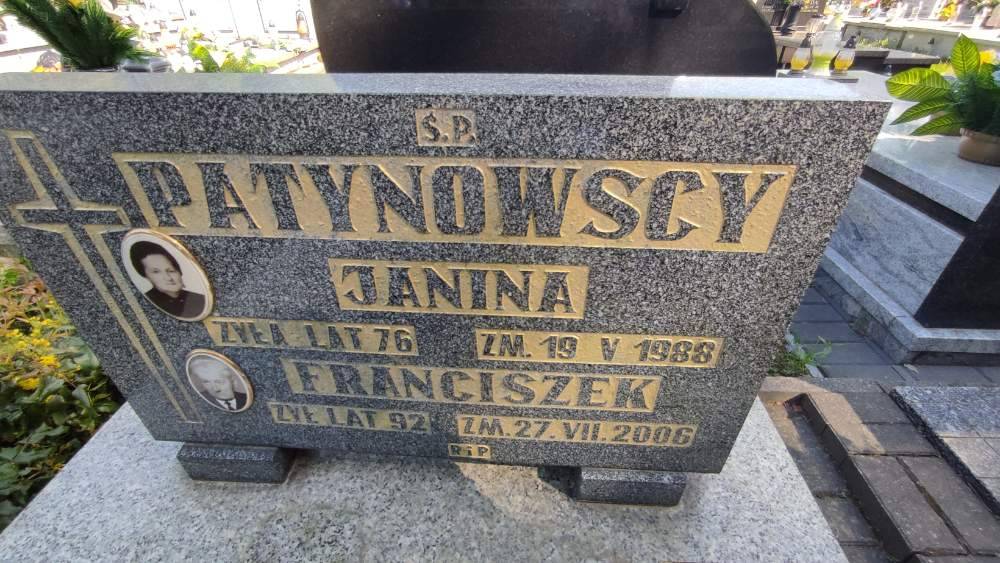 Ś.P.
PATYNOWSCY
JANINA
ŻYŁA LAT 76 ZM. 19 V 1988
FRANCISZEK
ŻYŁ LAT 92 ZM. 27. VII. 2006
RiP